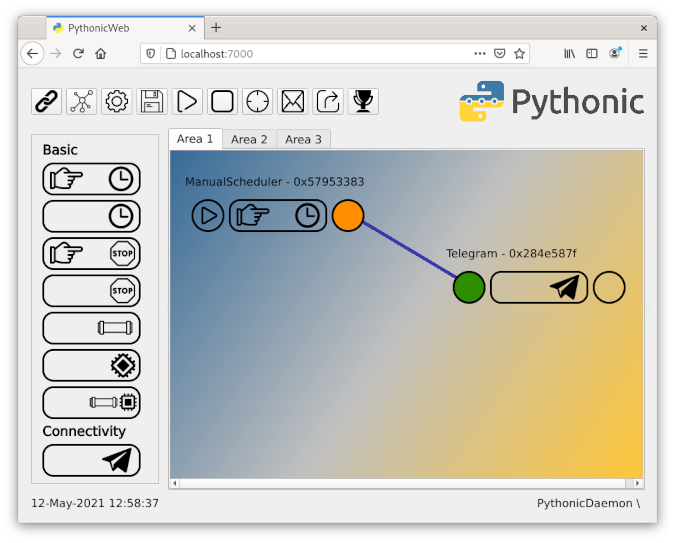 PythonicWeb
localhost:7000
Pythonic
Area 1
Area 2
Area 3
Basic
STOP
STOP
Connectivity
ManualScheduler - 0x57953383
Telegram - 0x284e587f
12-May-2021 12:58:37
PythonicDaemon \